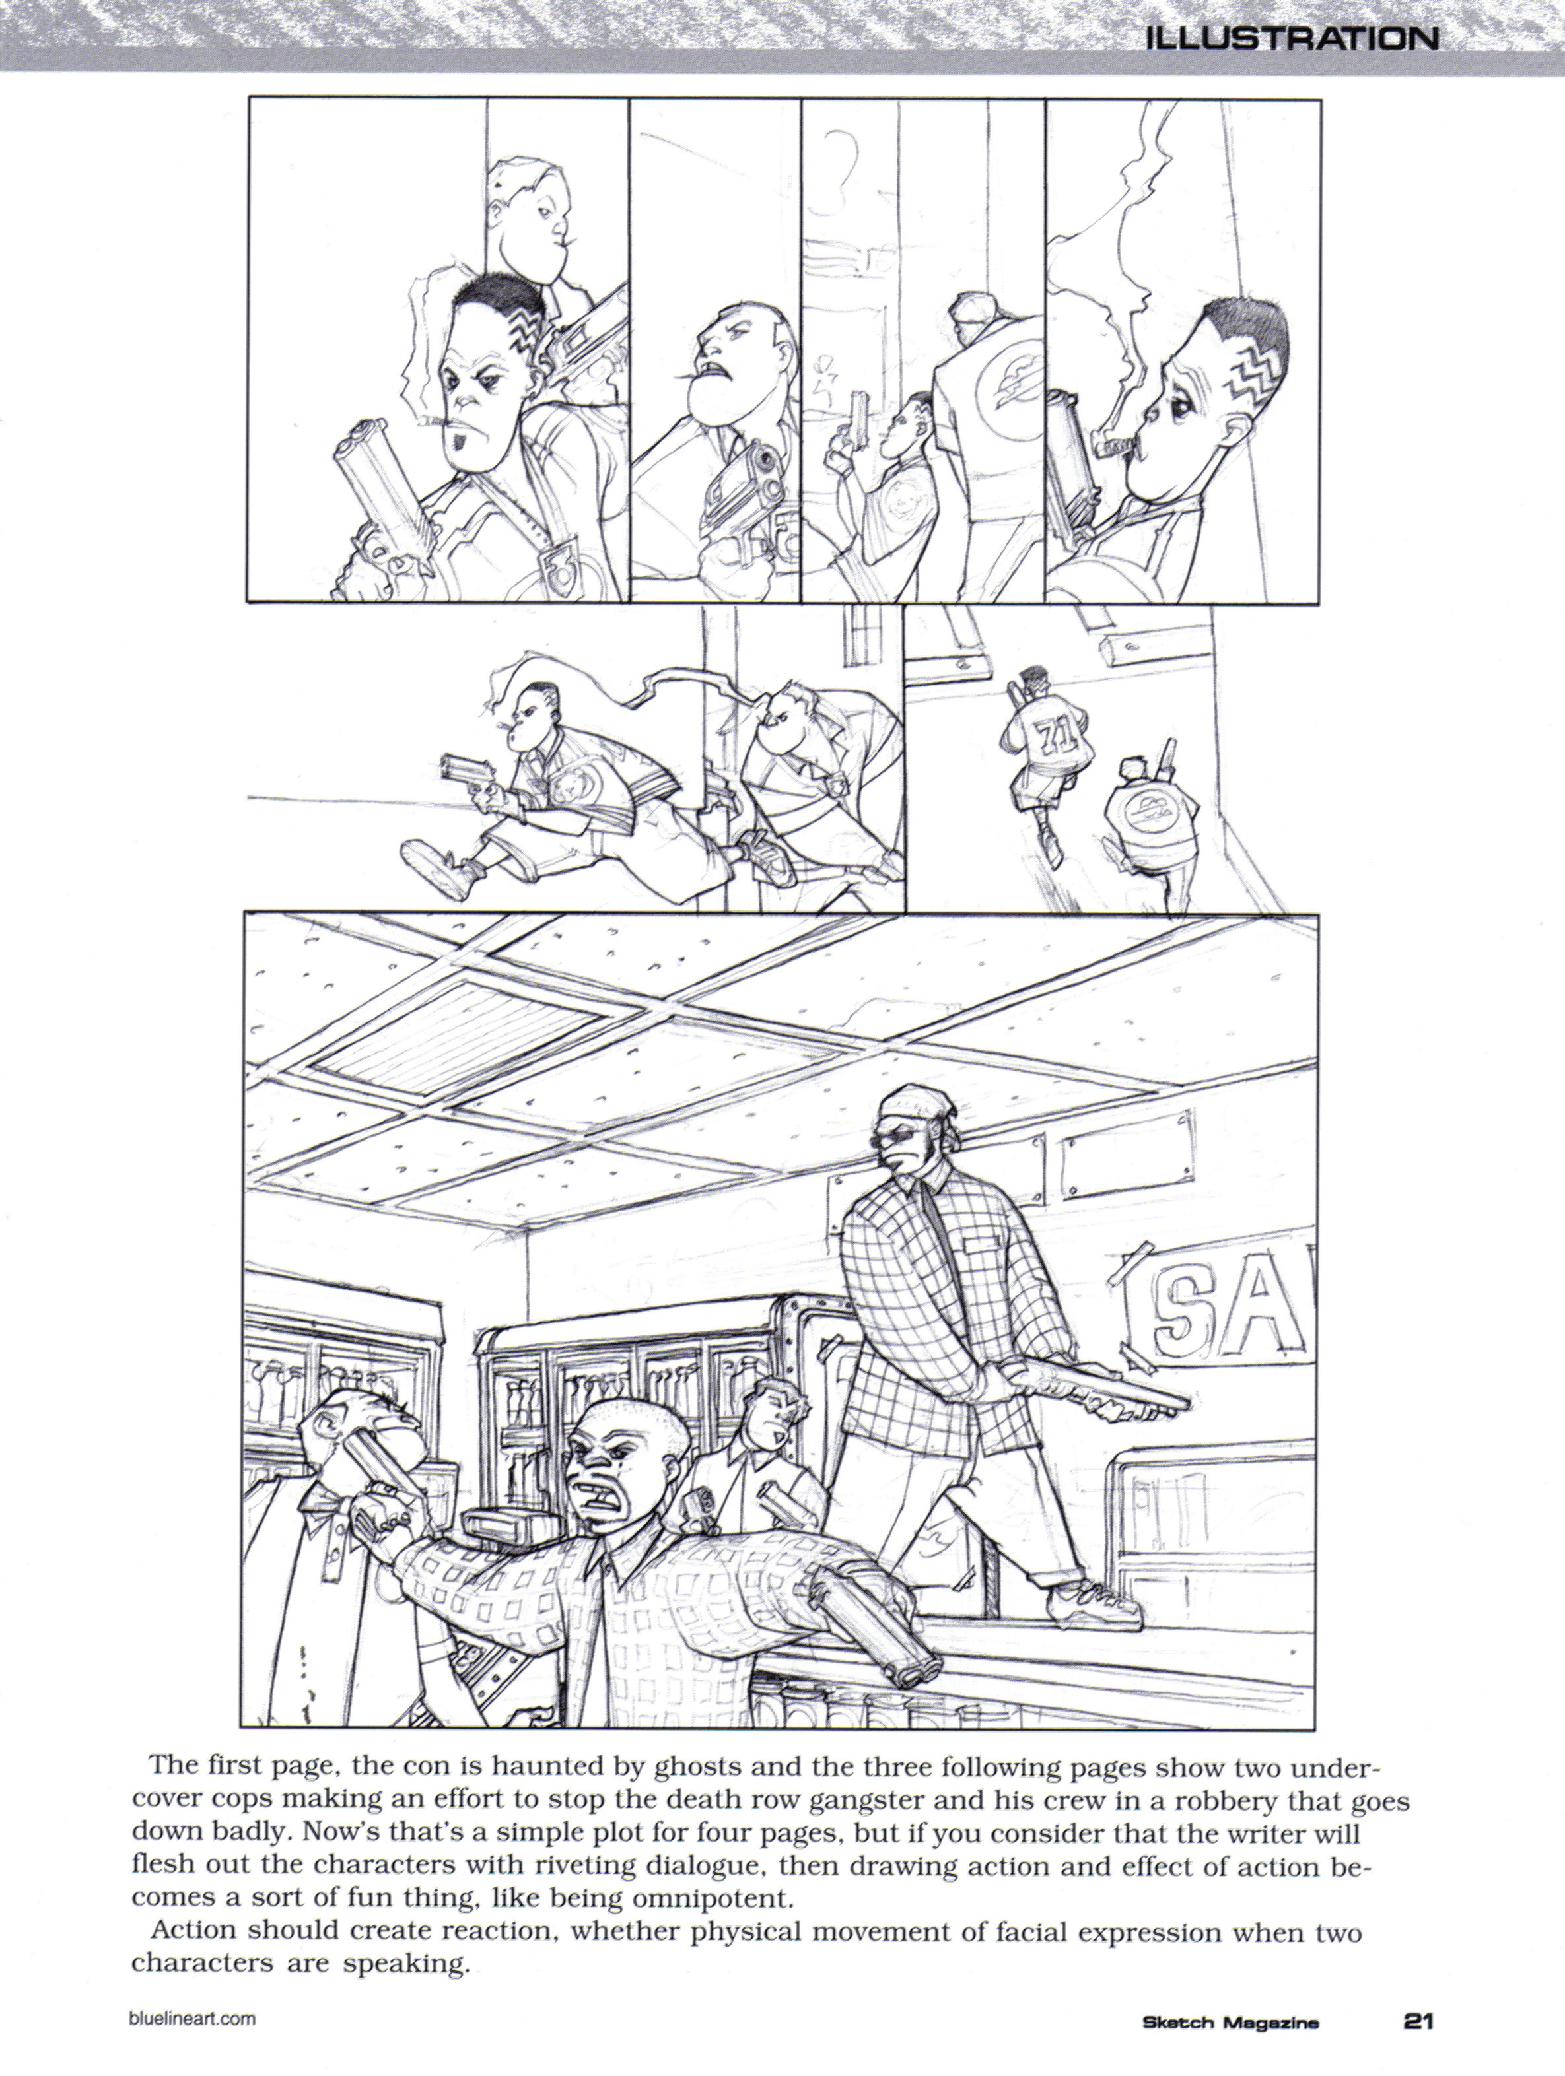 ILLUSTRATION
71
SA
The first page, the con is haunted by ghosts and the three following pages show two under-
cover cops making an effort to stop the death row gangster and his crew in a robbery that goes
down badly. Now's that's a simple plot for four pages, but if you consider that the writer will
flesh out the characters with riveting dialogue, then drawing action and effect of action be-
comes a sort of fun thing, like being omnipotent.
Action should create reaction, whether physical movement of facial expression when two
characters are speaking.
bluelineart.com
Sketch Magazine 21